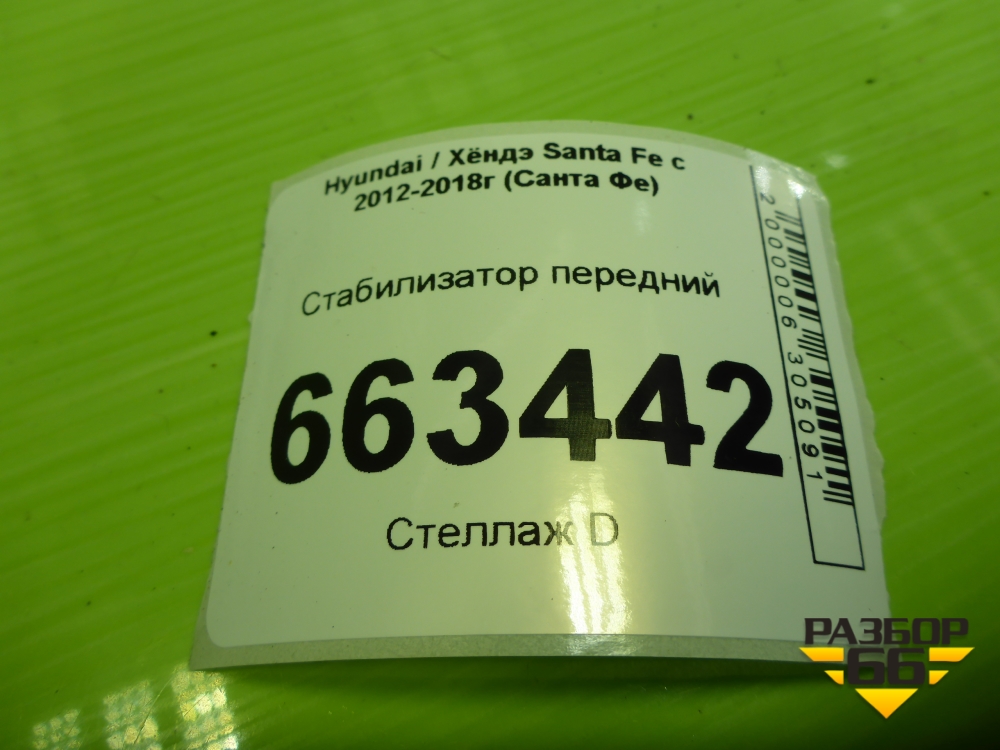 Hyundai / Хёндэ Santa Fe с
2012-2018г (Санта Фе)
Стабилизатор передний
663442
Стеллаж D
2000006305091
РАЗБОР
66